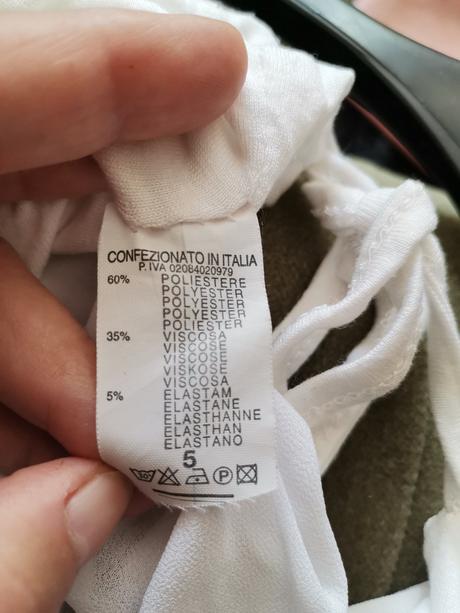 CONFEZIONATO IN ITALIA
P. IVA 02084020979
60% POLIESTERE
POLYESTER
POLYESTER
POLYESTER
POLIESTER
35% VISCOSA
VISCOSE
VISCOSE
VISKOSE
VISCOSA
5% ELASTAM
ELASTANE
ELASTHANNE
ELASTHAN
ELASTANO
5
30 P